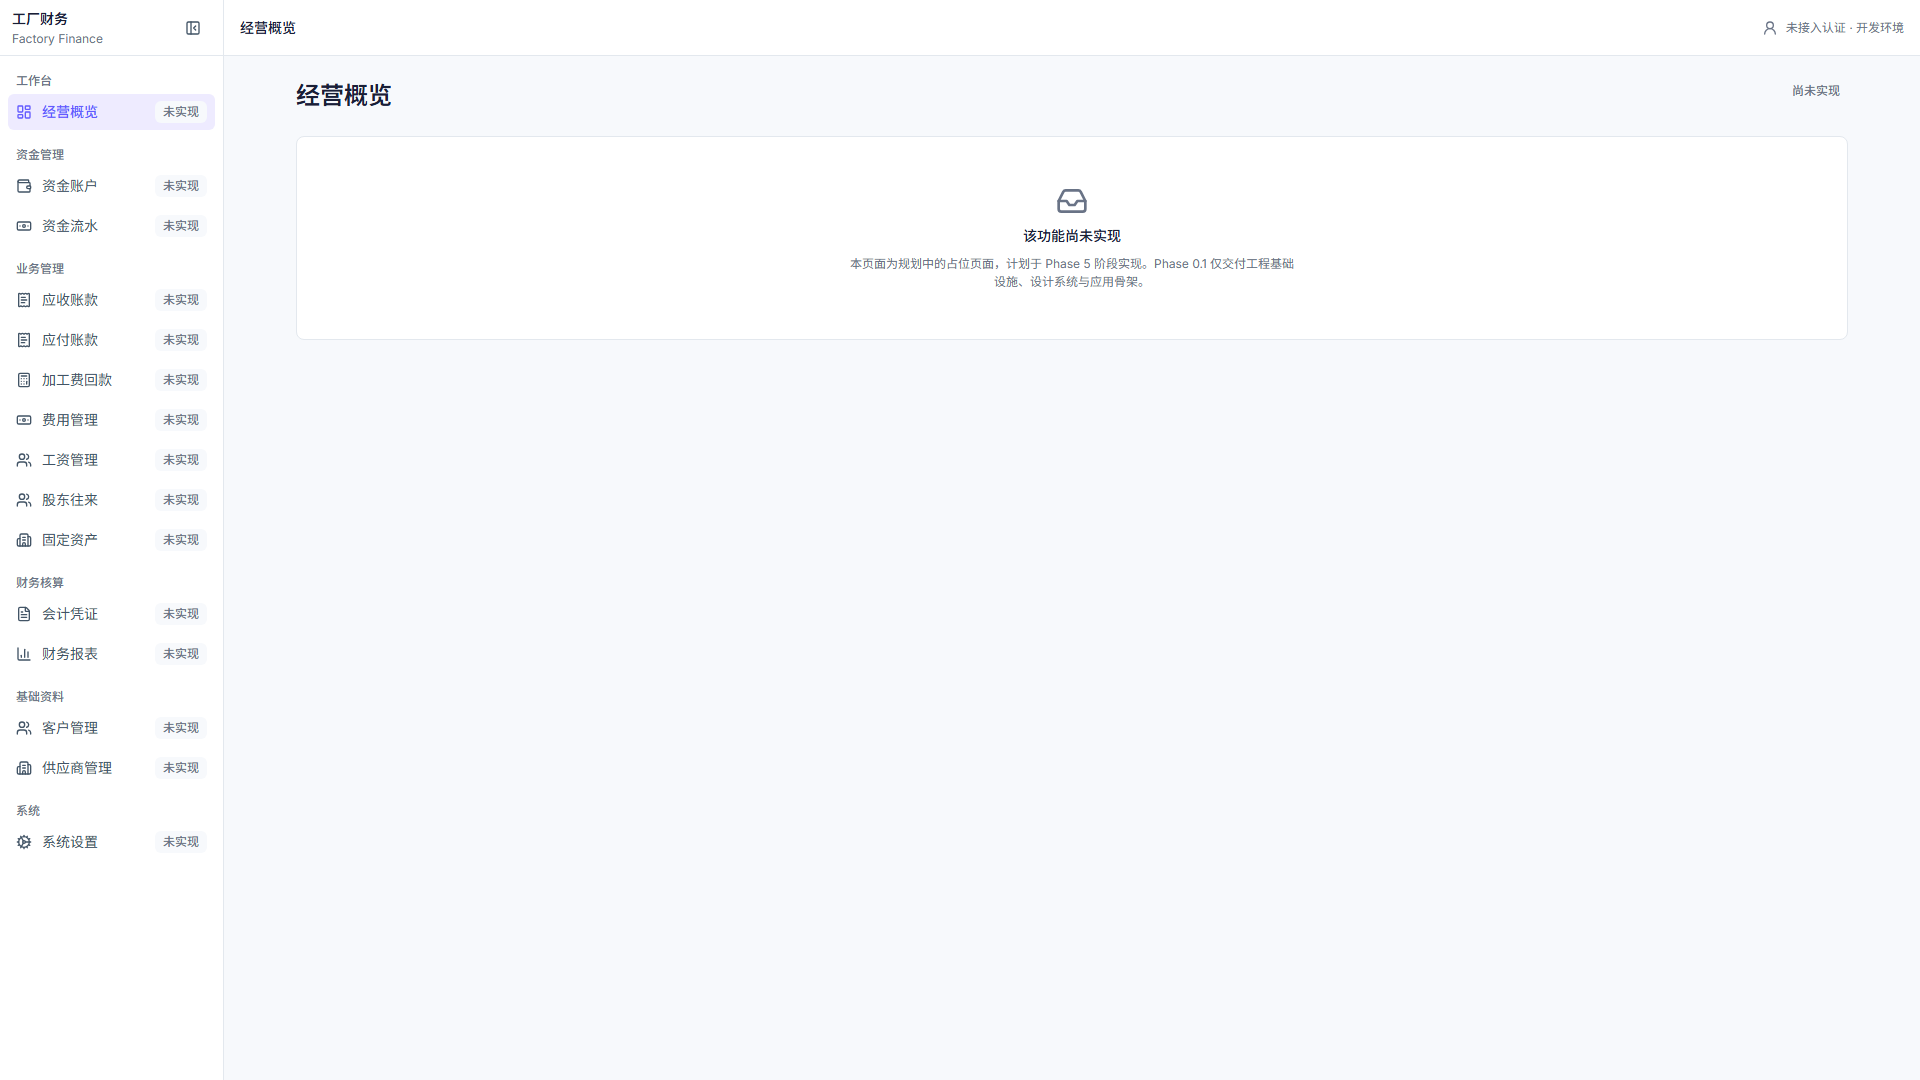 工厂财务
Factory Finance
经营概览
未接入认证 · 开发环境
工作台
经营概览 未实现
资金管理
资金账户 未实现
资金流水 未实现
业务管理
应收账款 未实现
应付账款 未实现
加工费回款 未实现
费用管理 未实现
工资管理 未实现
股东往来 未实现
固定资产 未实现
财务核算
会计凭证 未实现
财务报表 未实现
基础资料
客户管理 未实现
供应商管理 未实现
系统
系统设置 未实现
经营概览
尚未实现
该功能尚未实现
本页面为规划中的占位页面，计划于 Phase 5 阶段实现。Phase 0.1 仅交付工程基础
设施、设计系统与应用骨架。